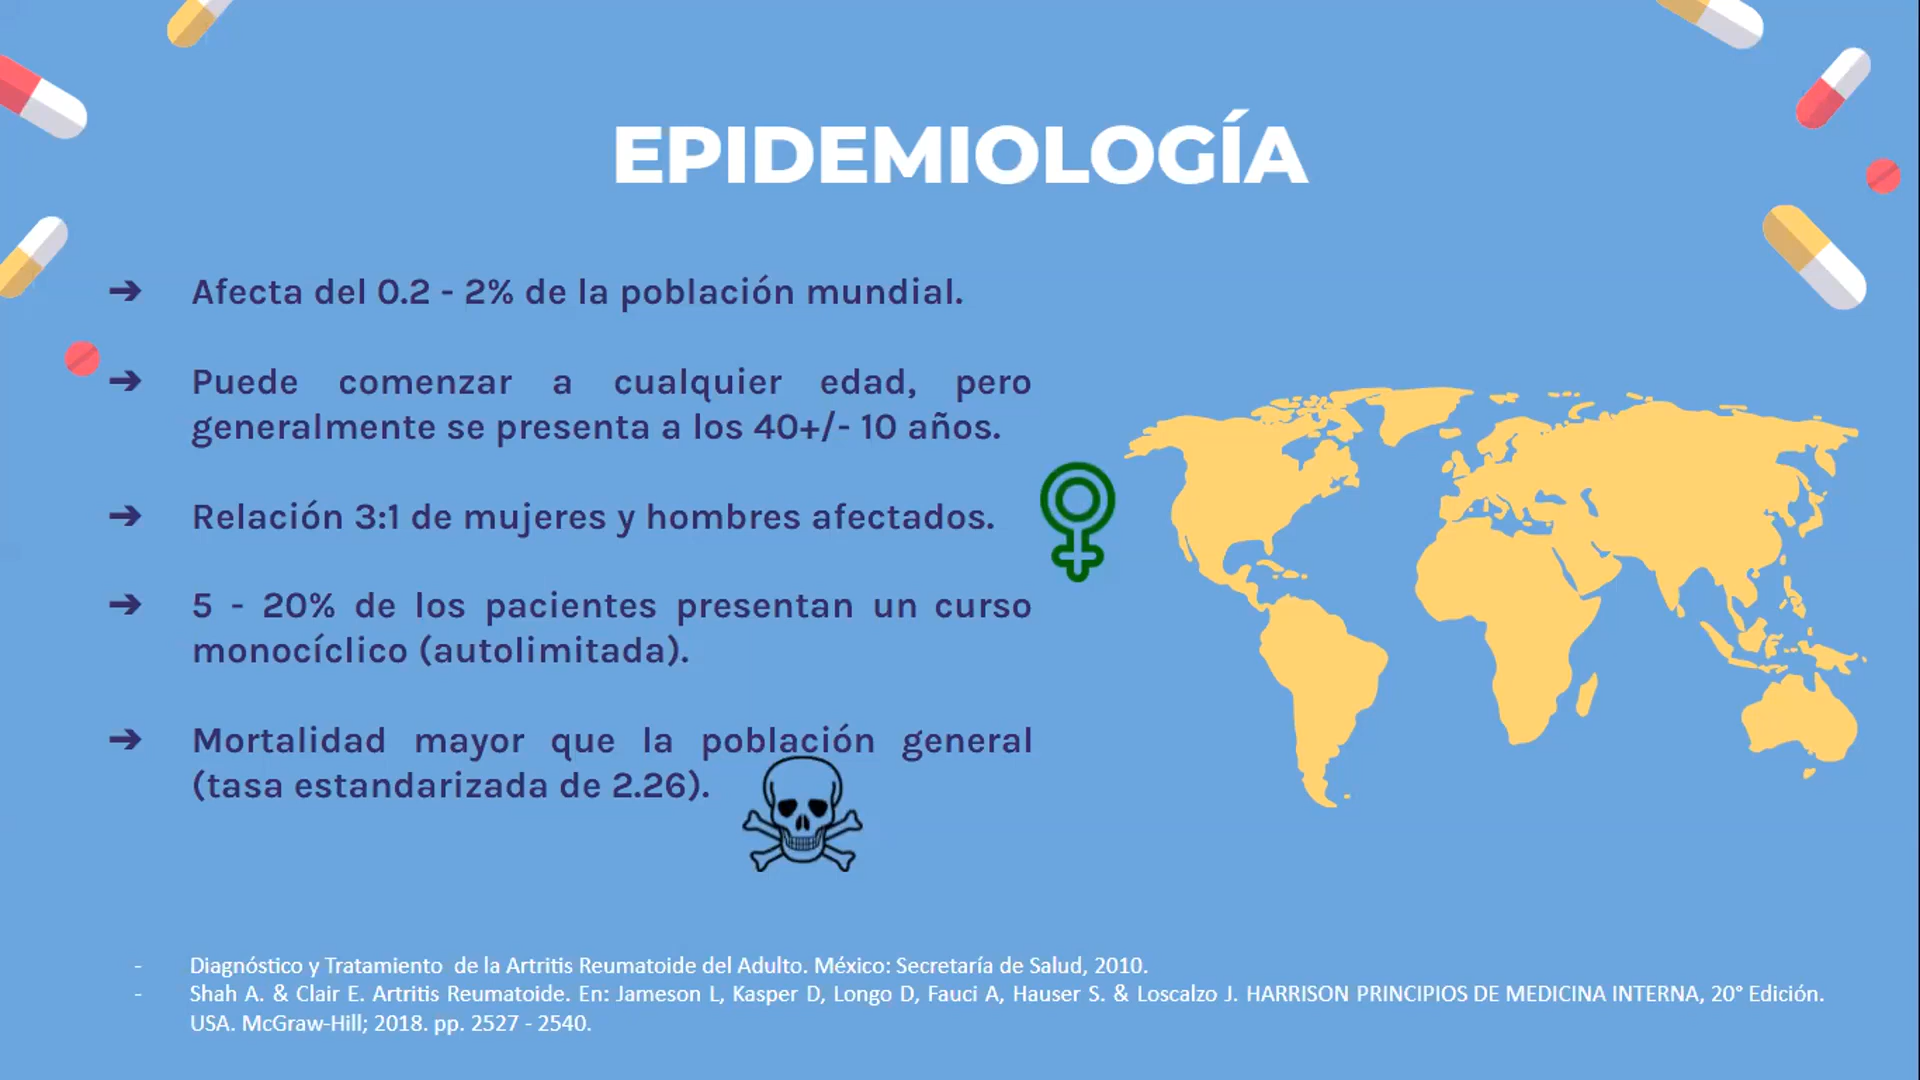 EPIDEMIOLOGÍA
➔ Afecta del 0.2 - 2% de la población mundial.
➔ Puede comenzar a cualquier edad, pero
generalmente se presenta a los 40+/- 10 años.
➔ Relación 3:1 de mujeres y hombres afectados.
➔ 5 - 20% de los pacientes presentan un curso
monocíclico (autolimitada).
➔ Mortalidad mayor que la población general
(tasa estandarizada de 2.26).
- Diagnóstico y Tratamiento de la Artritis Reumatoide del Adulto. México: Secretaría de Salud, 2010.
- Shah A. & Clair E. Artritis Reumatoide. En: Jameson L, Kasper D, Longo D, Fauci A, Hauser S. & Loscalzo J. HARRISON PRINCIPIOS DE MEDICINA INTERNA, 20° Edición.
USA. McGraw-Hill; 2018. pp. 2527 - 2540.